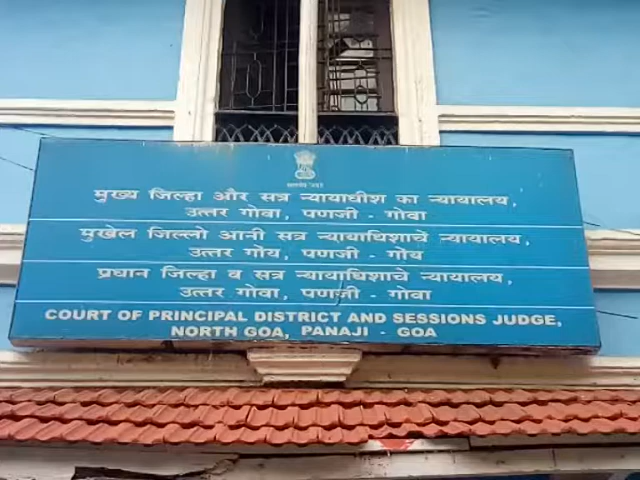 मुख्य जिल्हा और सत्र न्यायाधीश का न्यायालय,
उत्तर गोवा, पणजी - गोवा
मुखेल जिल्लो आनी सत्र न्यायाधिशाचे न्यायालय,
उत्तर गोंय, पणजी - गोंय
प्रधान जिल्हा व सत्र न्यायाधिशाचे न्यायालय,
उत्तर गोवा, पणजी - गोवा
COURT OF PRINCIPAL DISTRICT AND SESSIONS JUDGE,
NORTH GOA, PANAJI - GOA